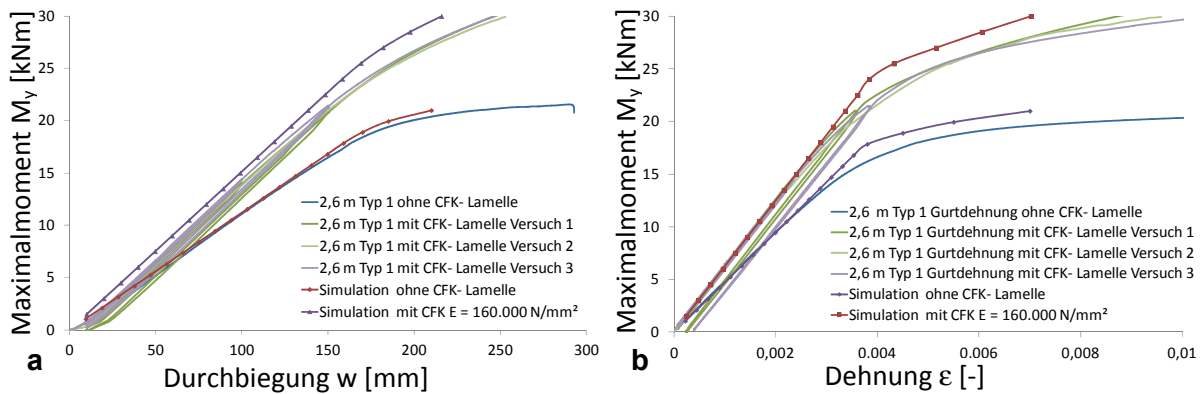 Maximalmoment My [kNm]
30
25
20
15
10
5
0
2,6 m Typ 1 ohne CFK- Lamelle
2,6 m Typ 1 mit CFK- Lamelle Versuch 1
2,6 m Typ 1 mit CFK- Lamelle Versuch 2
2,6 m Typ 1 mit CFK- Lamelle Versuch 3
Simulation ohne CFK- Lamelle
Simulation mit CFK E = 160.000 N/mm²
0 50 100 150 200 250 300
a
Durchbiegung w [mm]
Maximalmoment My [kNm]
30
25
20
15
10
5
0
2,6 m Typ 1 Gurtdehnung ohne CFK- Lamelle
2,6 m Typ 1 Gurtdehnung mit CFK- Lamelle Versuch 1
2,6 m Typ 1 Gurtdehnung mit CFK- Lamelle Versuch 2
2,6 m Typ 1 Gurtdehnung mit CFK- Lamelle Versuch 3
Simulation ohne CFK- Lamelle
Simulation mit CFK E = 160.000 N/mm²
0 0,002 0,004 0,006 0,008 0,01
b
Dehnung ε [-]